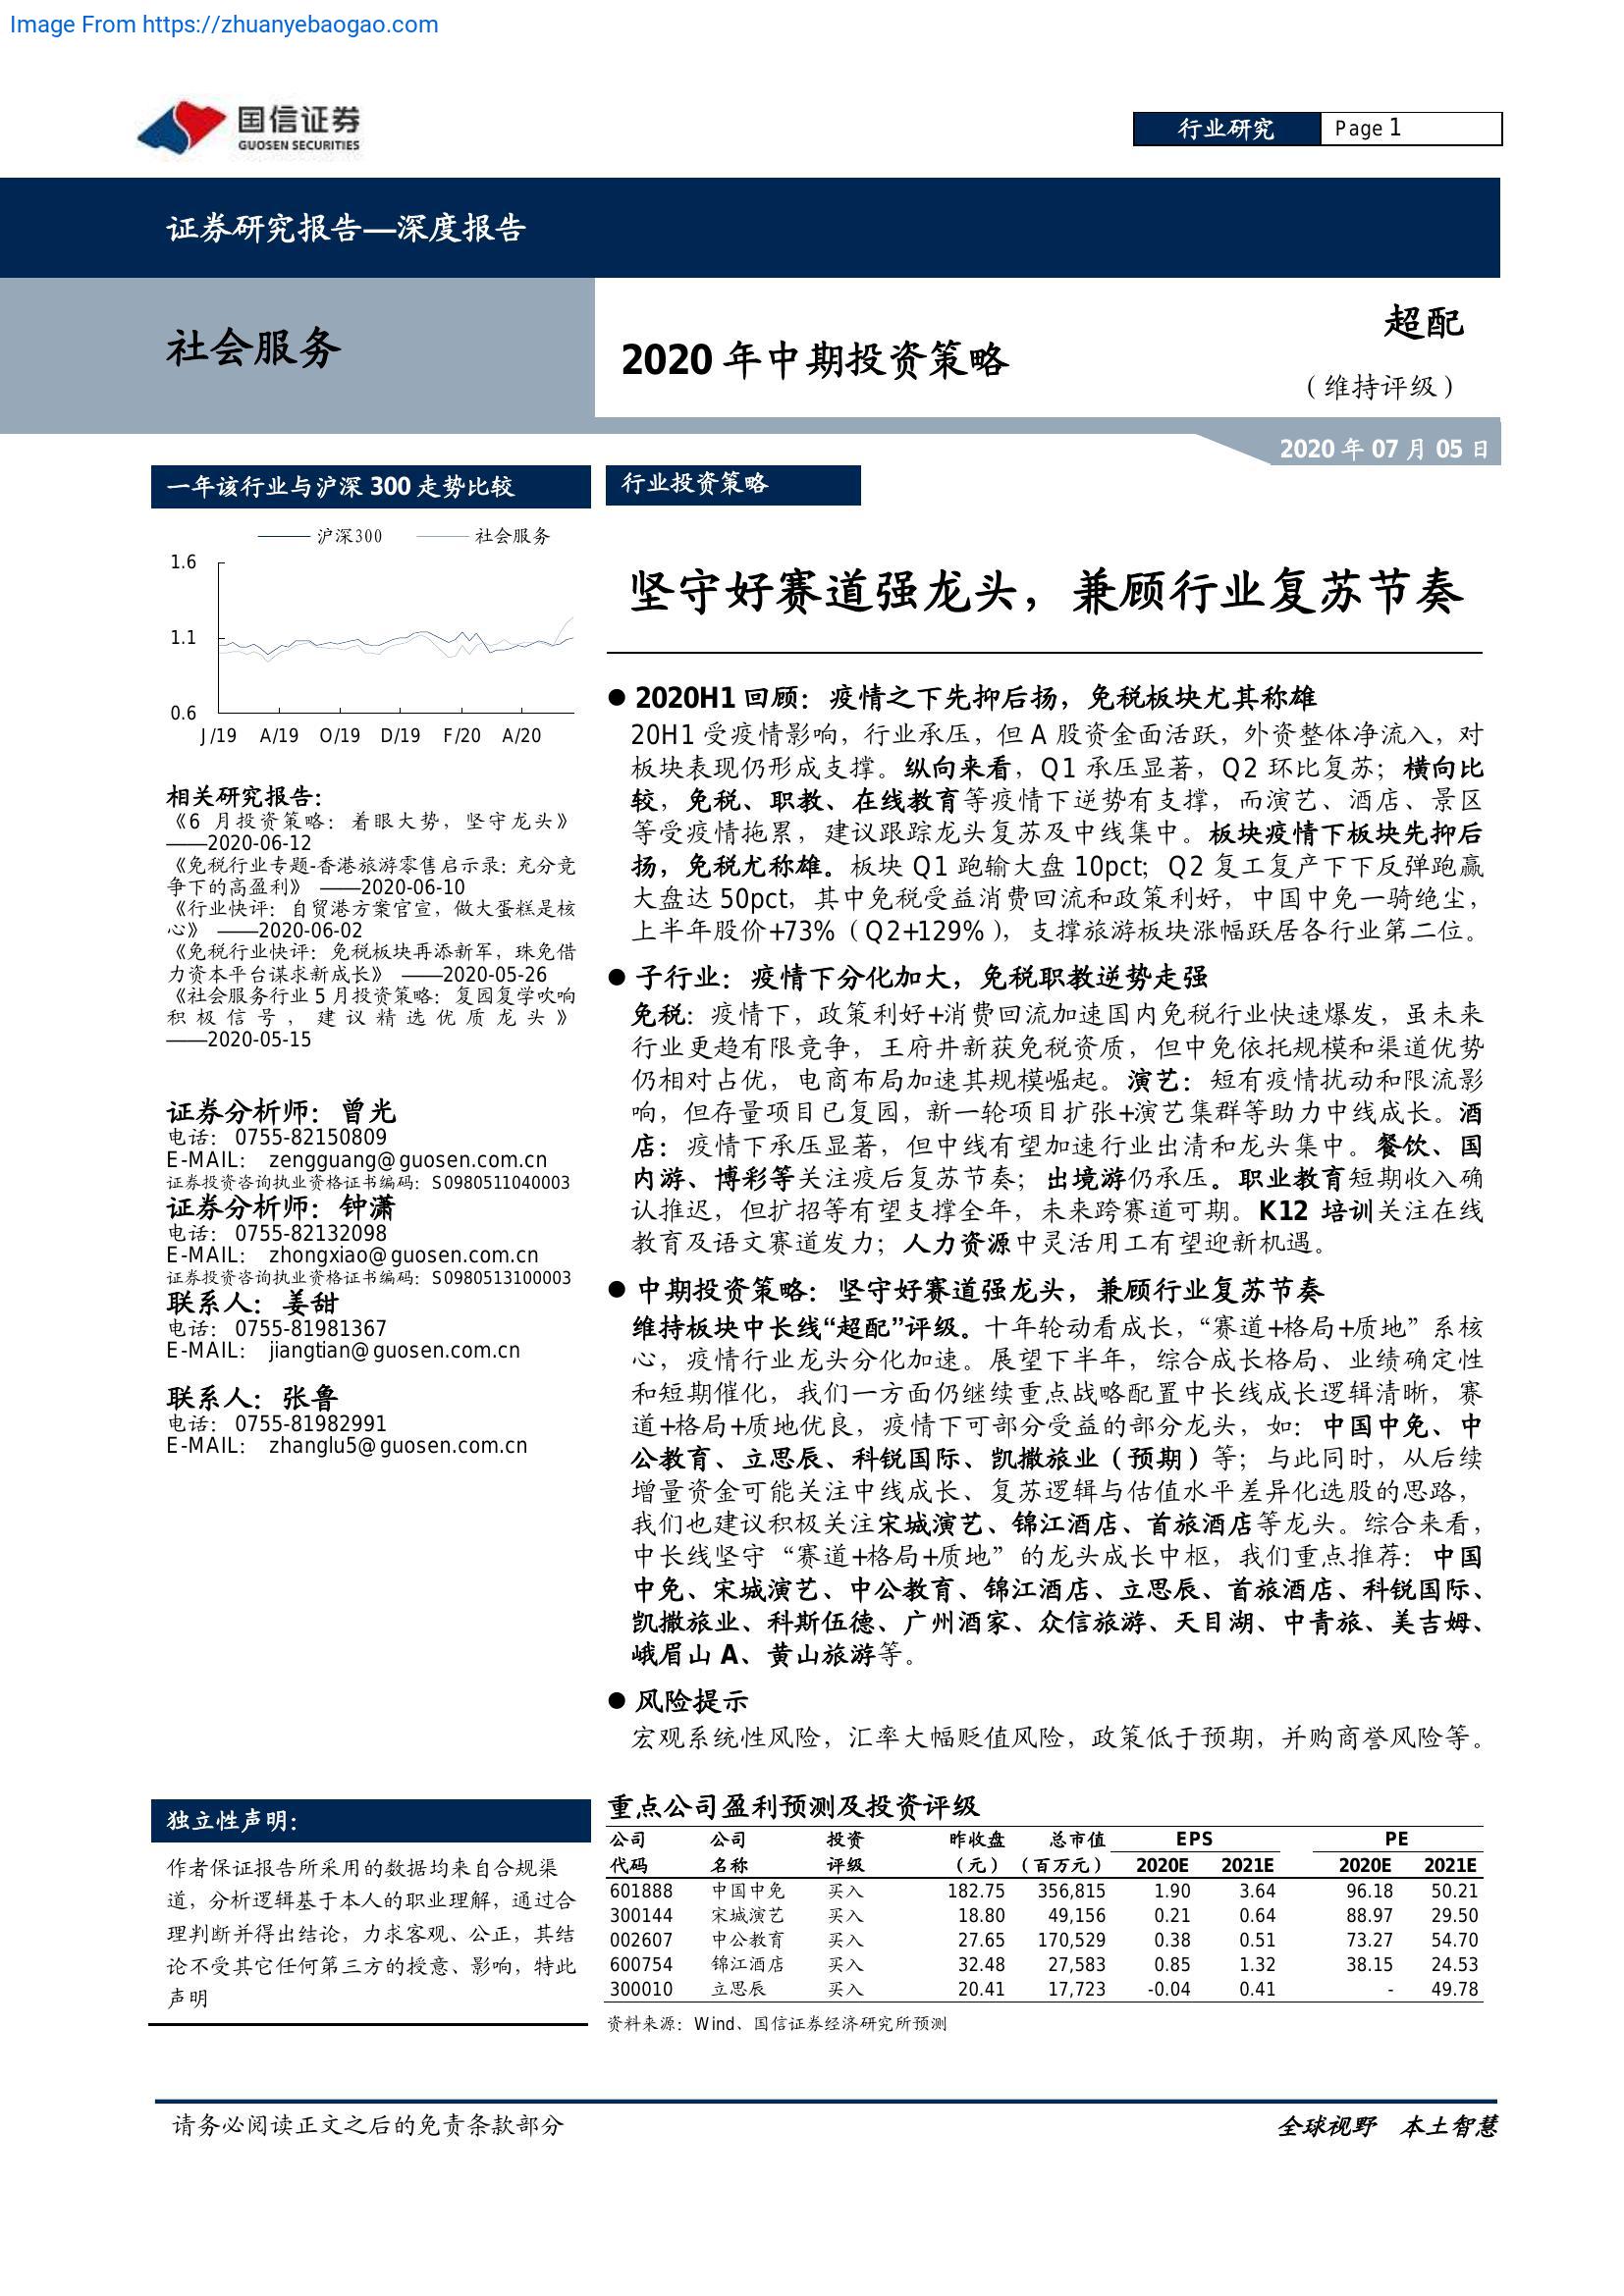 Image From https://zhuanyebaogao.com
国信证券
GUOSEN SECURITIES
行业研究
Page 1
证券研究报告—深度报告
社会服务
2020 年中期投资策略
超配
（维持评级）
2020 年 07 月 05 日
一年该行业与沪深 300 走势比较
沪深300 社会服务
1.6
1.1
0.6
J/19 A/19 O/19 D/19 F/20 A/20
相关研究报告：
《6 月投资策略：着眼大势，坚守龙头》
——2020-06-12
《免税行业专题-香港旅游零售启示录：充分竞
争下的高盈利》 ——2020-06-10
《行业快评：自贸港方案官宣，做大蛋糕是核
心》 ——2020-06-02
《免税行业快评：免税板块再添新军，珠免借
力资本平台谋求新成长》 ——2020-05-26
《社会服务行业 5 月投资策略：复园复学吹响
积极信号，建议精选优质龙头》
——2020-05-15
证券分析师：曾光
电话： 0755-82150809
E-MAIL： zengguang@guosen.com.cn
证券投资咨询执业资格证书编码：S0980511040003
证券分析师：钟潇
电话： 0755-82132098
E-MAIL： zhongxiao@guosen.com.cn
证券投资咨询执业资格证书编码：S0980513100003
联系人：姜甜
电话： 0755-81981367
E-MAIL： jiangtian@guosen.com.cn
联系人：张鲁
电话： 0755-81982991
E-MAIL： zhanglu5@guosen.com.cn
独立性声明：
作者保证报告所采用的数据均来自合规渠
道，分析逻辑基于本人的职业理解，通过合
理判断并得出结论，力求客观、公正，其结
论不受其它任何第三方的授意、影响，特此
声明
行业投资策略
坚守好赛道强龙头，兼顾行业复苏节奏
● 2020H1 回顾：疫情之下先抑后扬，免税板块尤其称雄
20H1 受疫情影响，行业承压，但 A 股资金面活跃，外资整体净流入，对
板块表现仍形成支撑。纵向来看，Q1 承压显著，Q2 环比复苏；横向比
较，免税、职教、在线教育等疫情下逆势有支撑，而演艺、酒店、景区
等受疫情拖累，建议跟踪龙头复苏及中线集中。板块疫情下板块先抑后
扬，免税尤称雄。板块 Q1 跑输大盘 10pct；Q2 复工复产下下反弹跑赢
大盘达 50pct，其中免税受益消费回流和政策利好，中国中免一骑绝尘，
上半年股价+73%（Q2+129%），支撑旅游板块涨幅跃居各行业第二位。
● 子行业：疫情下分化加大，免税职教逆势走强
免税：疫情下，政策利好+消费回流加速国内免税行业快速爆发，虽未来
行业更趋有限竞争，王府井新获免税资质，但中免依托规模和渠道优势
仍相对占优，电商布局加速其规模崛起。演艺：短有疫情扰动和限流影
响，但存量项目已复园，新一轮项目扩张+演艺集群等助力中线成长。酒
店：疫情下承压显著，但中线有望加速行业出清和龙头集中。餐饮、国
内游、博彩等关注疫后复苏节奏；出境游仍承压。职业教育短期收入确
认推迟，但扩招等有望支撑全年，未来跨赛道可期。K12 培训关注在线
教育及语文赛道发力；人力资源中灵活用工有望迎新机遇。
● 中期投资策略：坚守好赛道强龙头，兼顾行业复苏节奏
维持板块中长线“超配”评级。十年轮动看成长，“赛道+格局+质地”系核
心，疫情行业龙头分化加速。展望下半年，综合成长格局、业绩确定性
和短期催化，我们一方面仍继续重点战略配置中长线成长逻辑清晰，赛
道+格局+质地优良，疫情下可部分受益的部分龙头，如：中国中免、中
公教育、立思辰、科锐国际、凯撒旅业（预期）等；与此同时，从后续
增量资金可能关注中线成长、复苏逻辑与估值水平差异化选股的思路，
我们也建议积极关注宋城演艺、锦江酒店、首旅酒店等龙头。综合来看，
中长线坚守“赛道+格局+质地”的龙头成长中枢，我们重点推荐：中国
中免、宋城演艺、中公教育、锦江酒店、立思辰、首旅酒店、科锐国际、
凯撒旅业、科斯伍德、广州酒家、众信旅游、天目湖、中青旅、美吉姆、
峨眉山 A、黄山旅游等。
● 风险提示
宏观系统性风险，汇率大幅贬值风险，政策低于预期，并购商誉风险等。
重点公司盈利预测及投资评级
公司 公司 投资 昨收盘 总市值 EPS PE
代码 名称 评级 （元） （百万元） 2020E 2021E 2020E 2021E
601888 中国中免 买入 182.75 356,815 1.90 3.64 96.18 50.21
300144 宋城演艺 买入 18.80 49,156 0.21 0.64 88.97 29.50
002607 中公教育 买入 27.65 170,529 0.38 0.51 73.27 54.70
600754 锦江酒店 买入 32.48 27,583 0.85 1.32 38.15 24.53
300010 立思辰 买入 20.41 17,723 -0.04 0.41 - 49.78
资料来源：Wind、国信证券经济研究所预测
请务必阅读正文之后的免责条款部分
全球视野 本土智慧